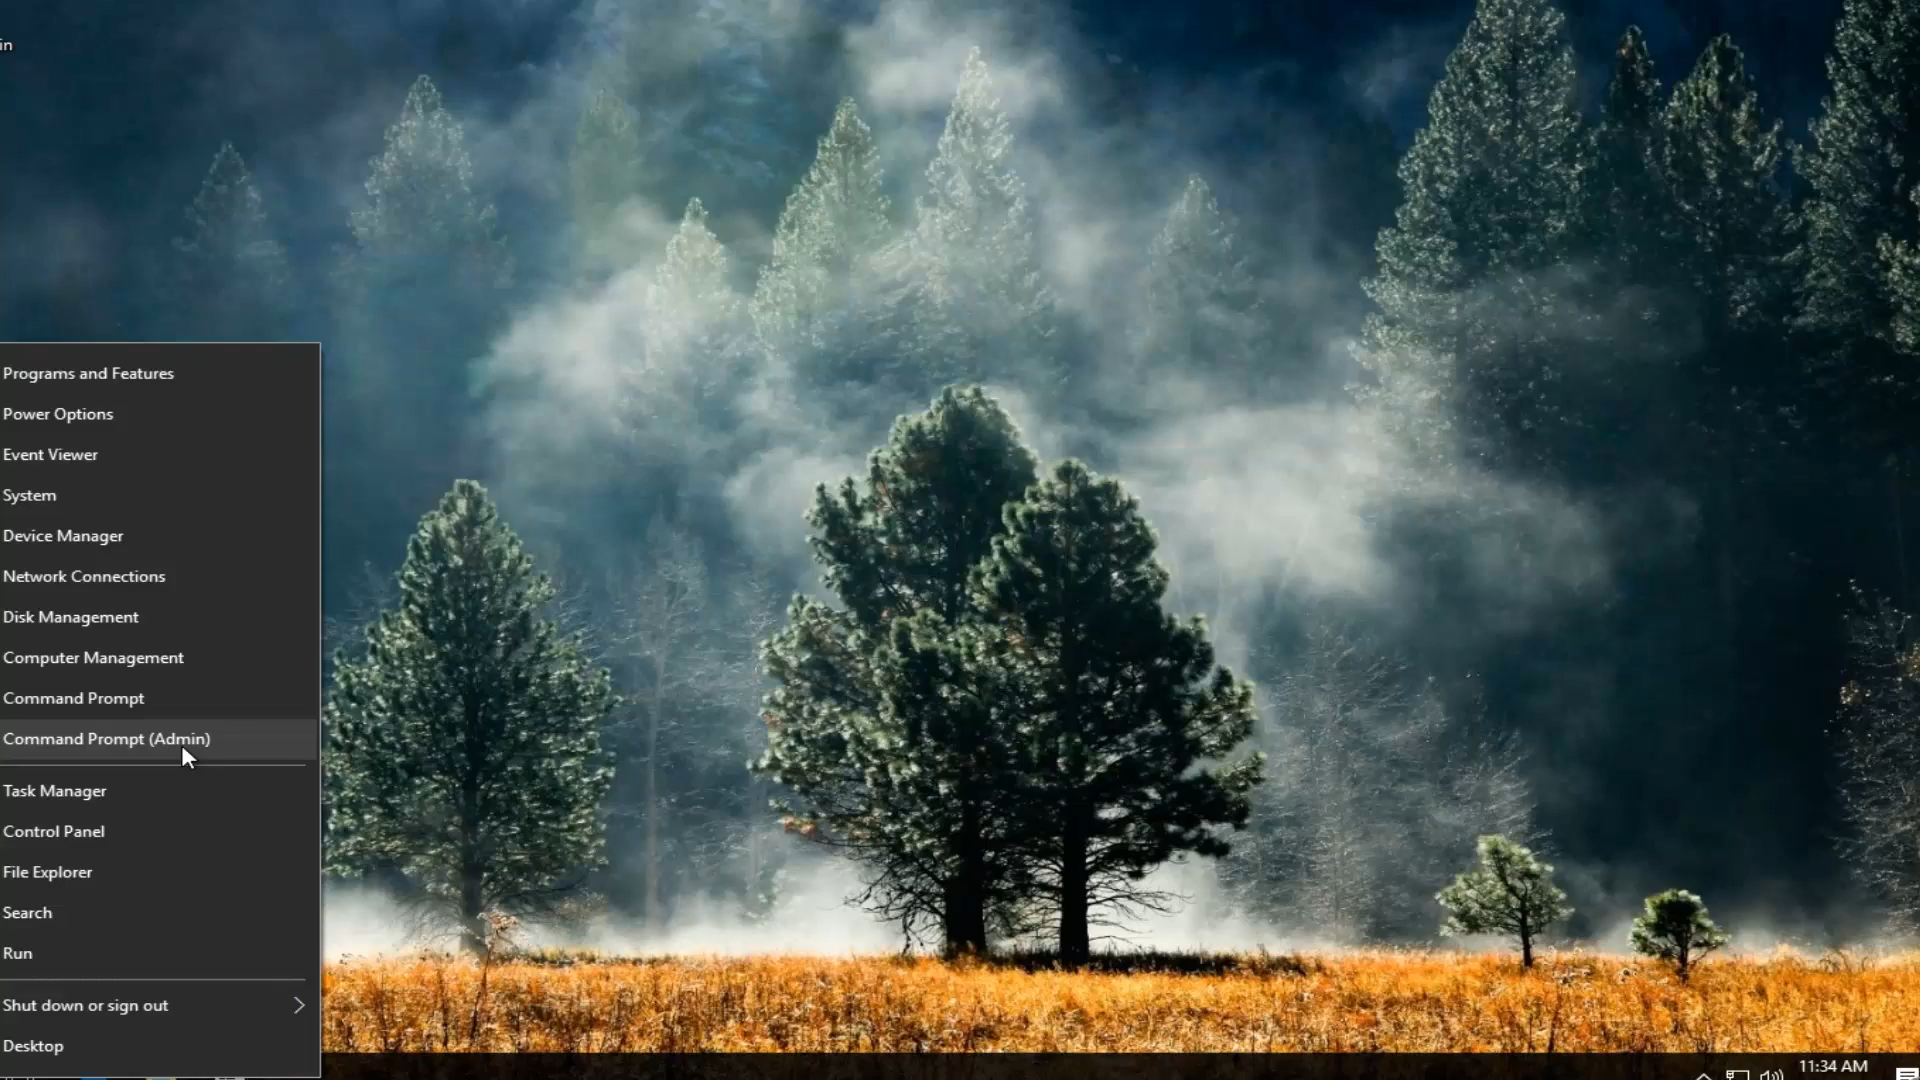 in
Programs and Features
Power Options
Event Viewer
System
Device Manager
Network Connections
Disk Management
Computer Management
Command Prompt
Command Prompt (Admin)
Task Manager
Control Panel
File Explorer
Search
Run
Shut down or sign out
Desktop
11:34 AM